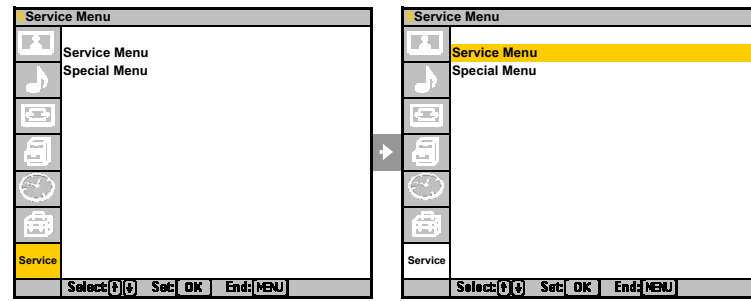 Service Menu
Service Menu
Special Menu
Service
Select:[↑][↓] Set:[ OK ] End:[MENU]
Service Menu
Service Menu
Special Menu
Service
Select:[↑][↓] Set:[ OK ] End:[MENU]